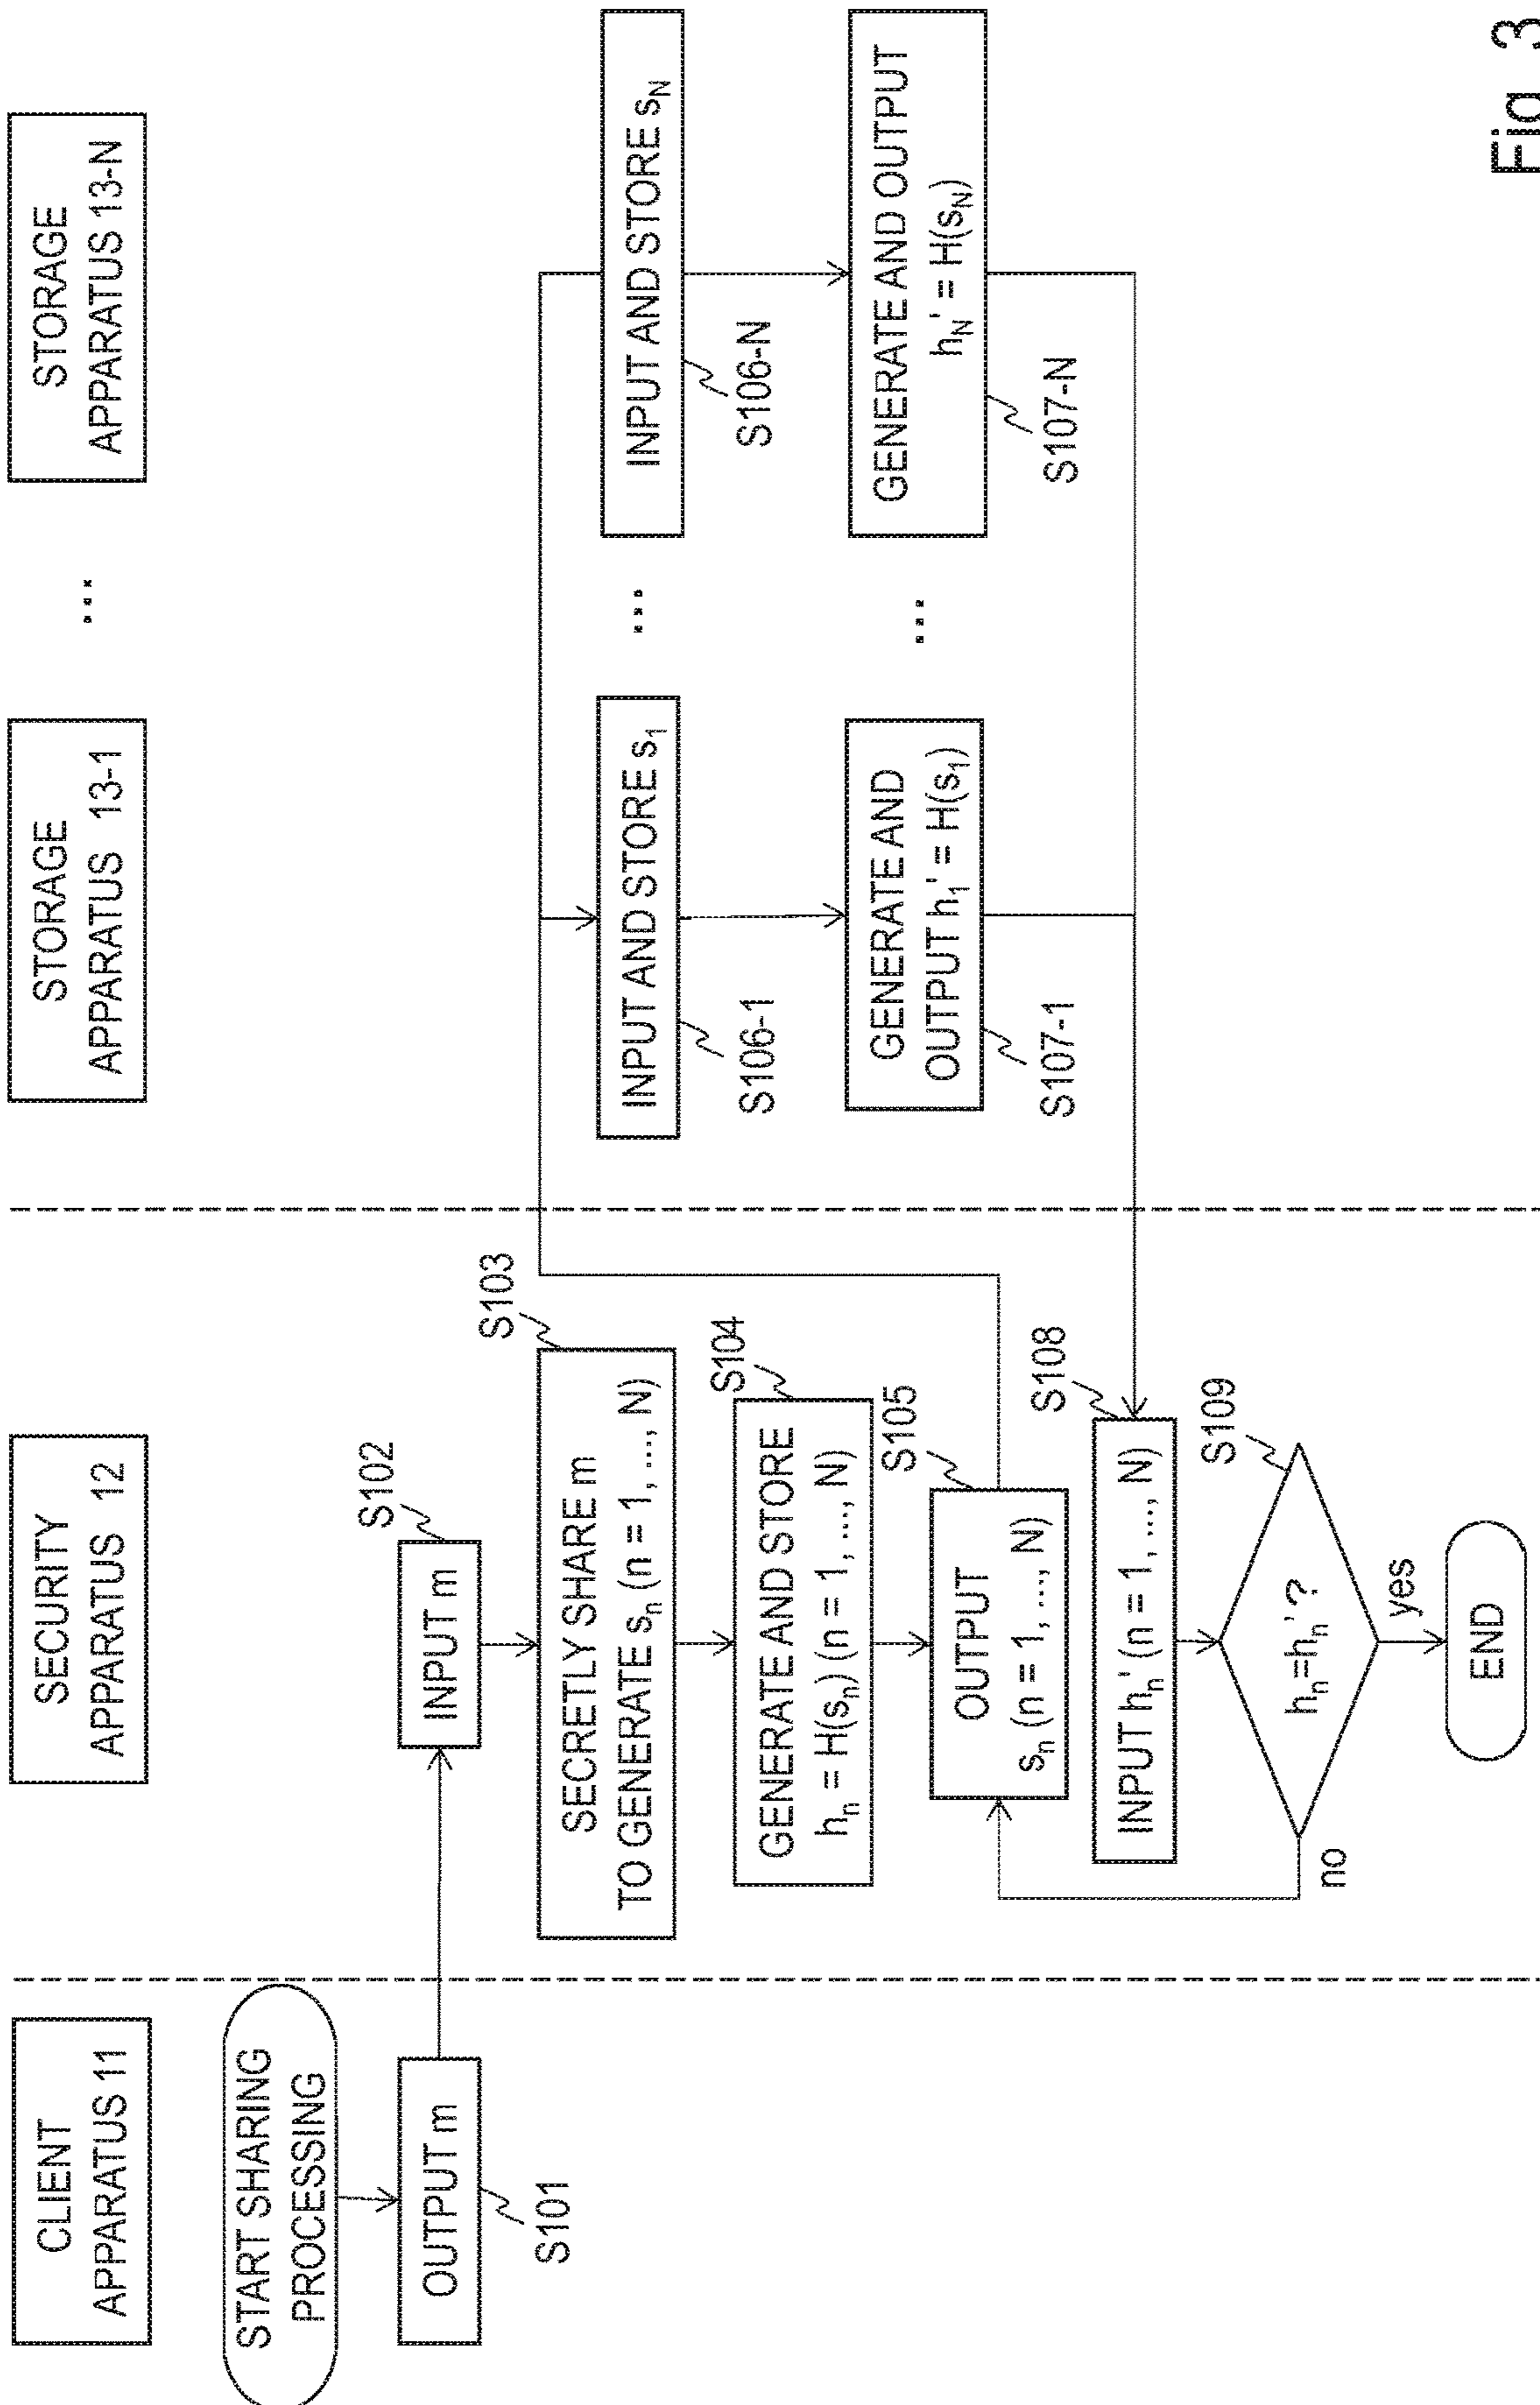 CLIENT
APPARATUS 11
SECURITY
APPARATUS 12
STORAGE
APPARATUS 13-1
...
STORAGE
APPARATUS 13-N
START SHARING
PROCESSING
OUTPUT m
S101
INPUT m
S102
SECRETLY SHARE m
TO GENERATE sₙ (n = 1, ..., N)
S103
GENERATE AND STORE
hₙ = H(sₙ) (n = 1, ..., N)
S104
OUTPUT
sₙ (n = 1, ..., N)
S105
INPUT AND STORE s₁
S106-1
...
INPUT AND STORE s_N
S106-N
GENERATE AND
OUTPUT h₁' = H(s₁)
S107-1
...
GENERATE AND OUTPUT
h_N' = H(s_N)
S107-N
INPUT hₙ' (n = 1, ..., N)
S108
hₙ=hₙ' ?
S109
no
yes
END
Fig. 3